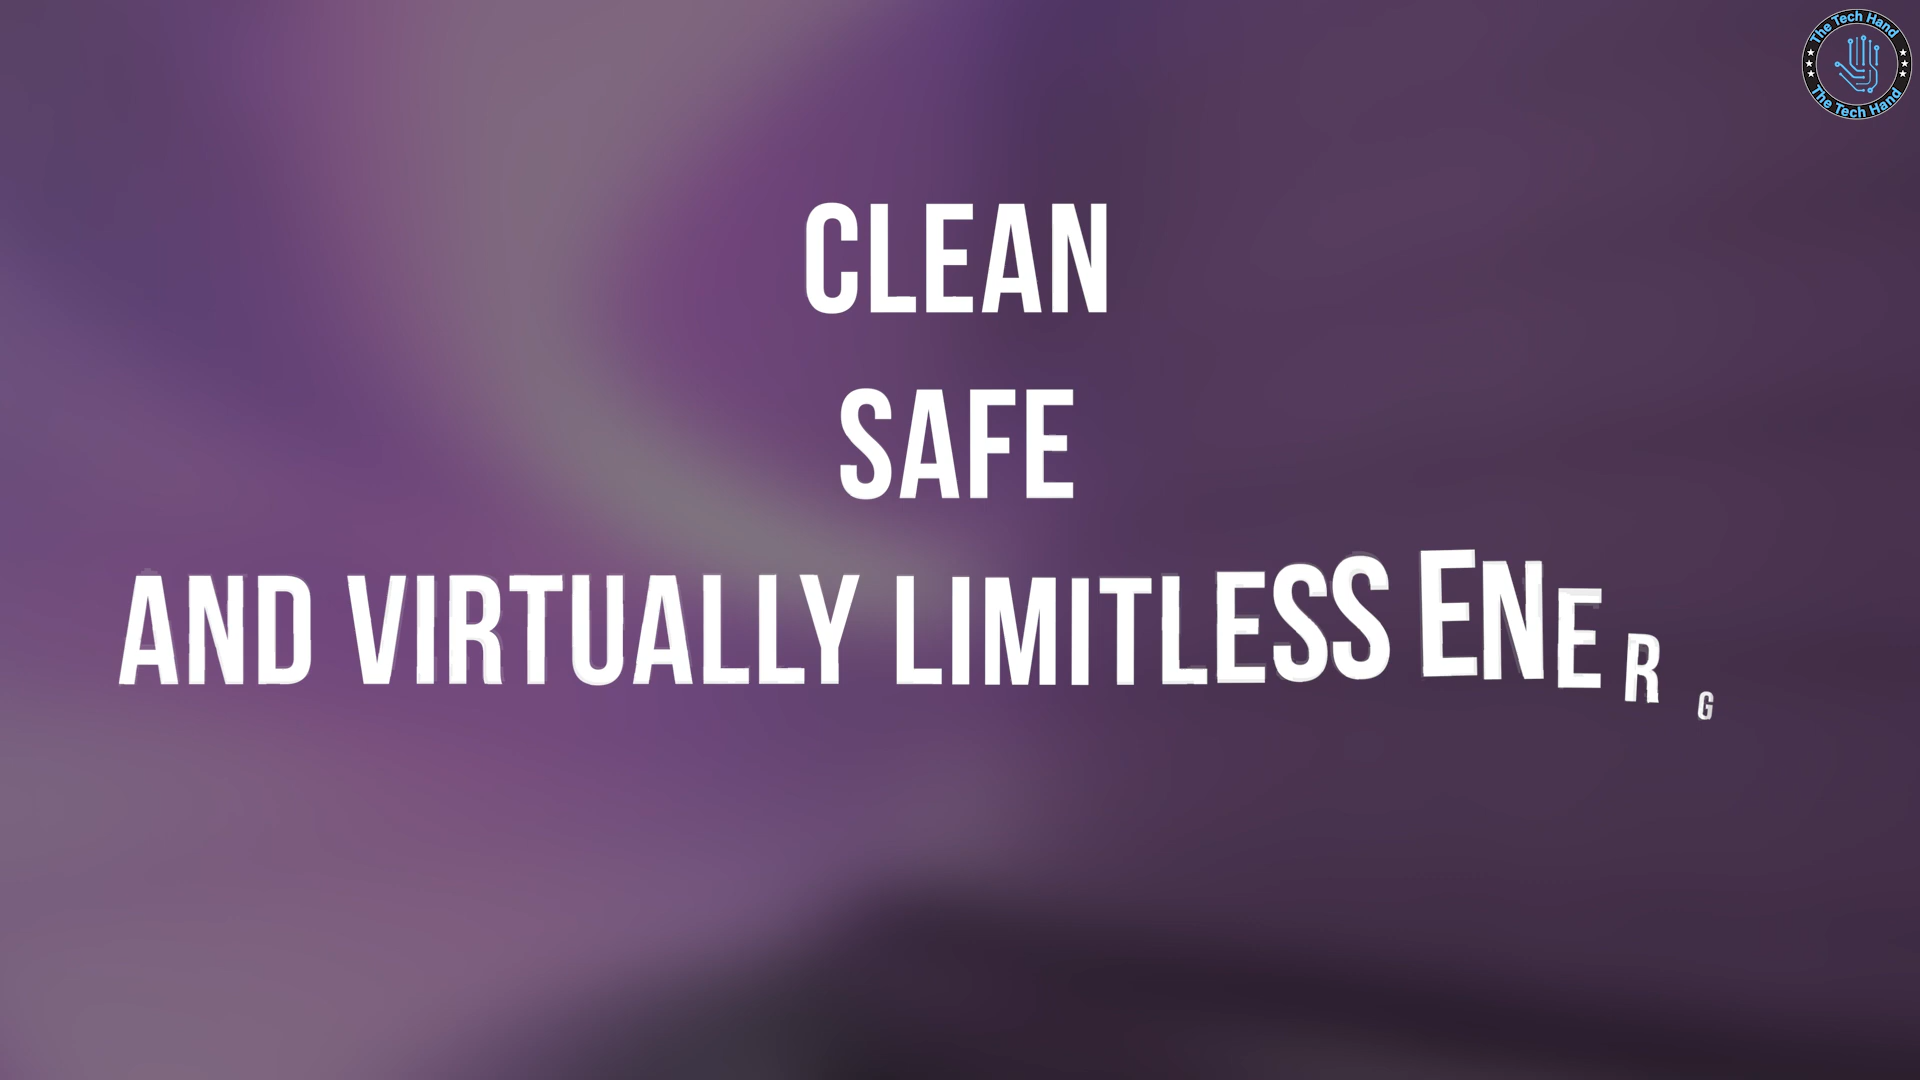 The Tech Hand
The Tech Hand
CLEAN
SAFE
AND VIRTUALLY LIMITLESS ENERG